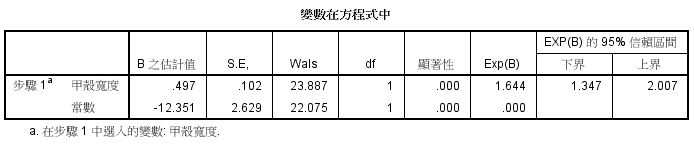 變數在方程式中
EXP(B) 的 95% 信賴區間
B 之估計值 S.E, Wals df 顯著性 Exp(B) 下界 上界
步驟 1a 甲殼寬度 .497 .102 23.887 1 .000 1.644 1.347 2.007
常數 -12.351 2.629 22.075 1 .000 .000
a. 在步驟 1 中選入的變數: 甲殼寬度.